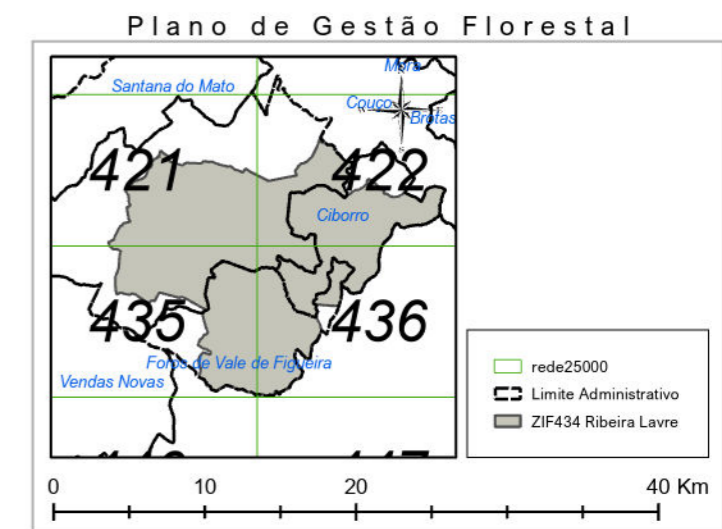 Plano de Gestão Florestal
Mora
Santana do Mato
Couço
Brotas
421
422
Ciborro
435
436
Foros de Vale de Figueira
Vendas Novas
rede25000
Limite Administrativo
ZIF434 Ribeira Lavre
0 10 20 40 Km